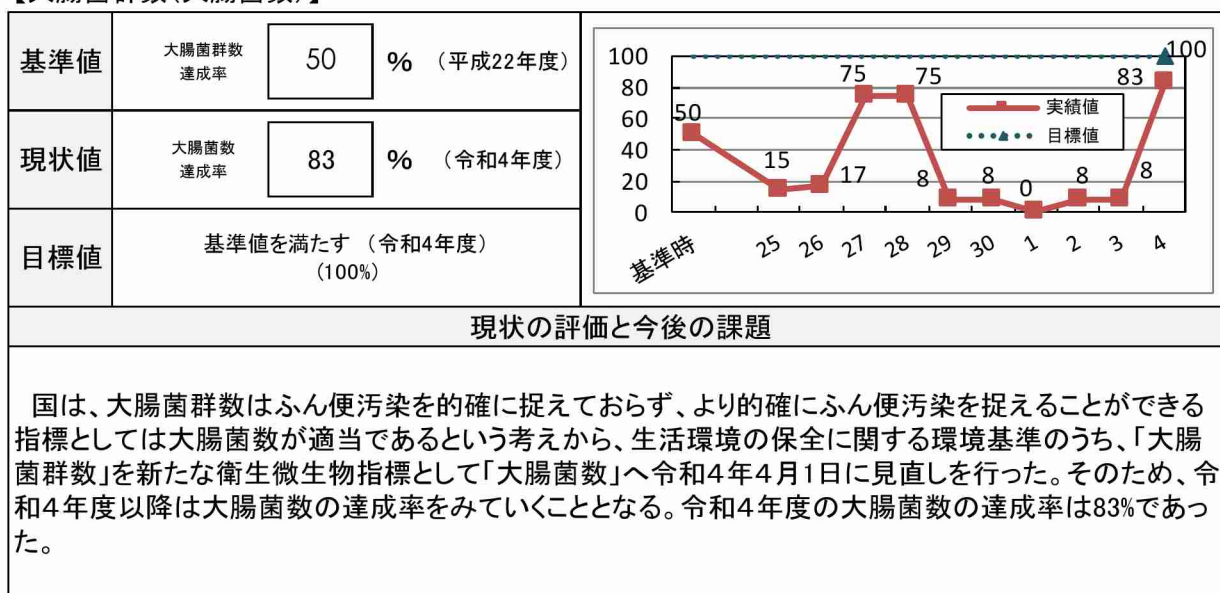 【大腸菌群数(大腸菌数)】
基準値
大腸菌群数
達成率
50
%
(平成22年度)
現状値
大腸菌数
達成率
83
%
(令和4年度)
目標値
基準値を満たす (令和4年度)
(100%)
100
80
60
40
20
0
50
15
17
75
75
8
8
0
8
8
83
100
実績値
目標値
基準時
25
26
27
28
29
30
1
2
3
4
現状の評価と今後の課題
国は、大腸菌群数はふん便汚染を的確に捉えておらず、より的確にふん便汚染を捉えることができる
指標としては大腸菌数が適当であるという考えから、生活環境の保全に関する環境基準のうち、「大腸
菌群数」を新たな衛生微生物指標として「大腸菌数」へ令和4年4月1日に見直しを行った。そのため、令
和4年度以降は大腸菌数の達成率をみていくこととなる。令和4年度の大腸菌数の達成率は83%であっ
た。